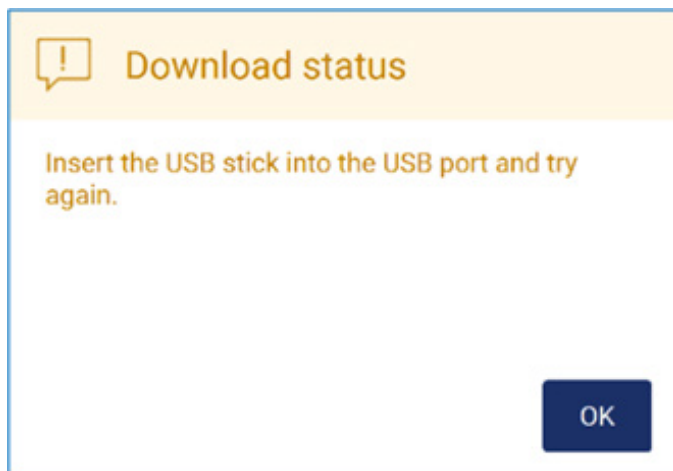 Download status
Insert the USB stick into the USB port and try
again.
OK